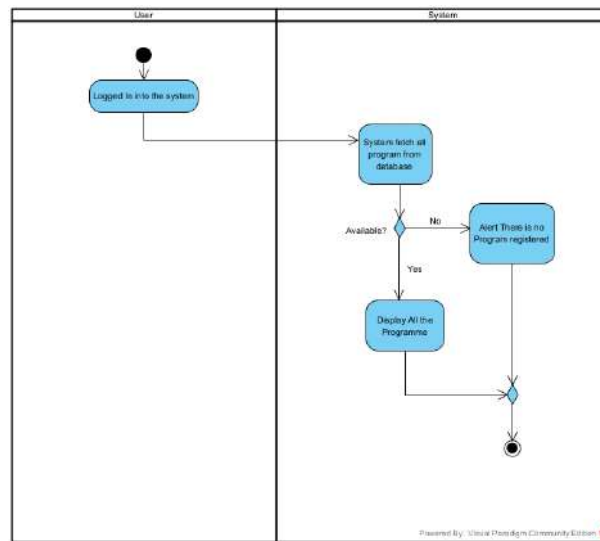 User
System
Logged In into the system
System fetch all
program from
database
Available?
No
Alert There is no
Program registered
Yes
Display All the
Programme
Powered By: Visual Paradigm Community Edition